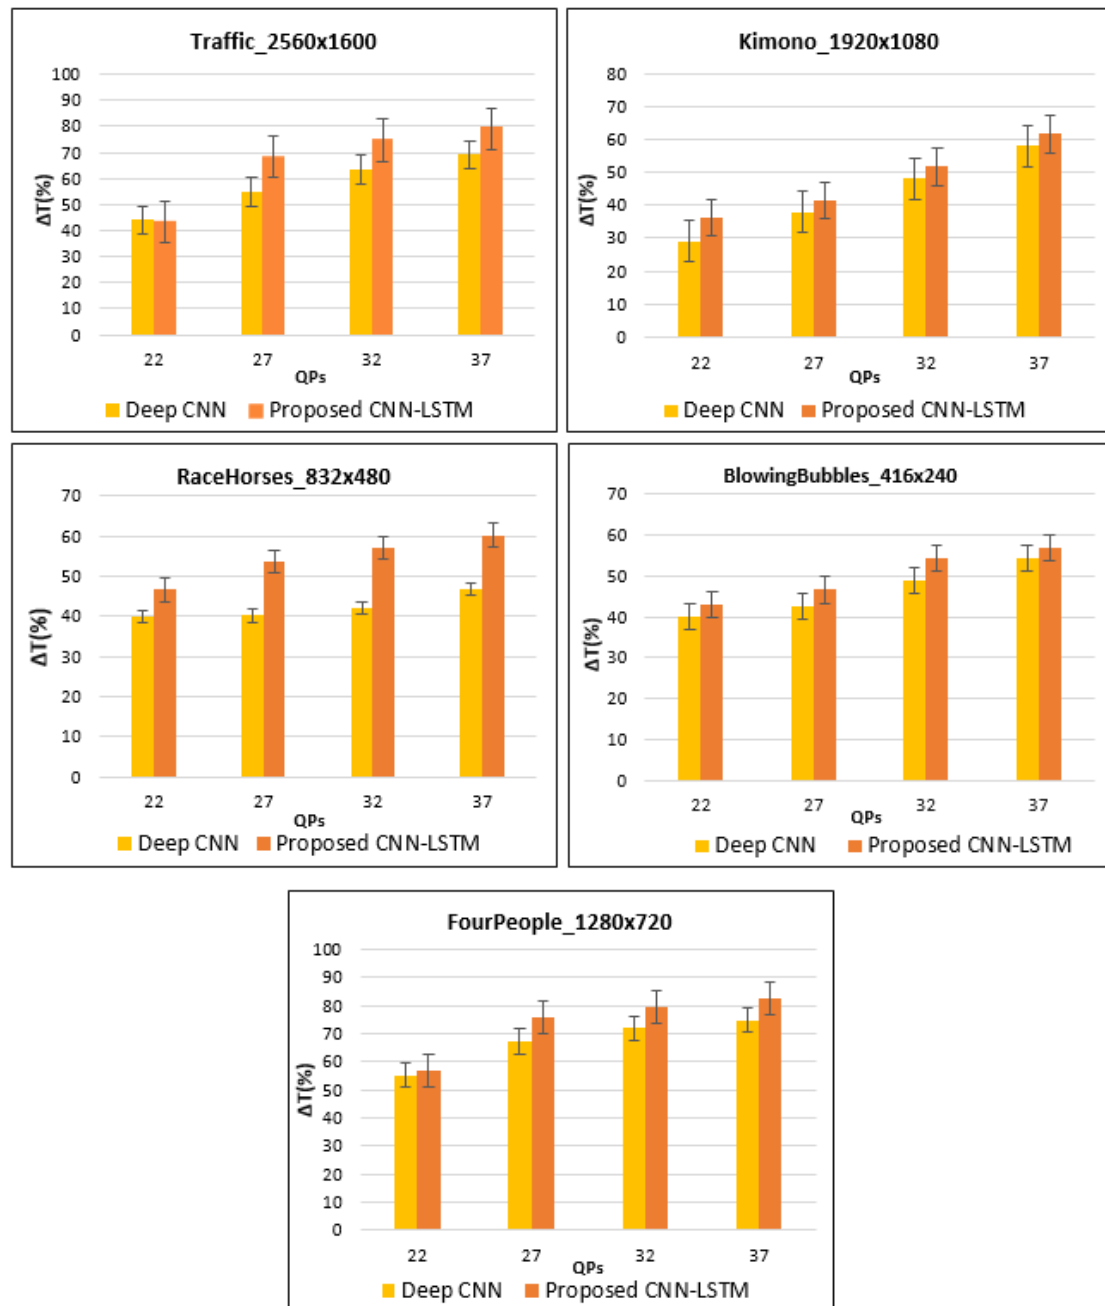 Traffic_2560x1600
100
90
80
70
60
50
40
30
20
10
0
ΔT(%)
22 27 32 37
QPs
Deep CNN Proposed CNN-LSTM
Kimono_1920x1080
80
70
60
50
40
30
20
10
0
ΔT(%)
22 27 32 37
QPs
Deep CNN Proposed CNN-LSTM
RaceHorses_832x480
70
60
50
40
30
20
10
0
ΔT(%)
22 27 32 37
QPs
Deep CNN Proposed CNN-LSTM
BlowingBubbles_416x240
70
60
50
40
30
20
10
0
ΔT(%)
22 27 32 37
QPs
Deep CNN Proposed CNN-LSTM
FourPeople_1280x720
100
90
80
70
60
50
40
30
20
10
0
ΔT(%)
22 27 32 37
QPs
Deep CNN Proposed CNN-LSTM